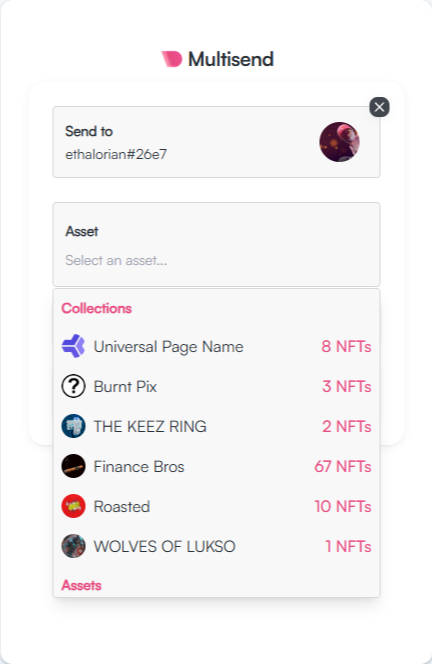 Multisend
Send to
ethalorian#26e7
Asset
Select an asset...
Collections
Universal Page Name 8 NFTs
? Burnt Pix 3 NFTs
THE KEEZ RING 2 NFTs
Finance Bros 67 NFTs
Roasted 10 NFTs
WOLVES OF LUKSO 1 NFTs
Assets